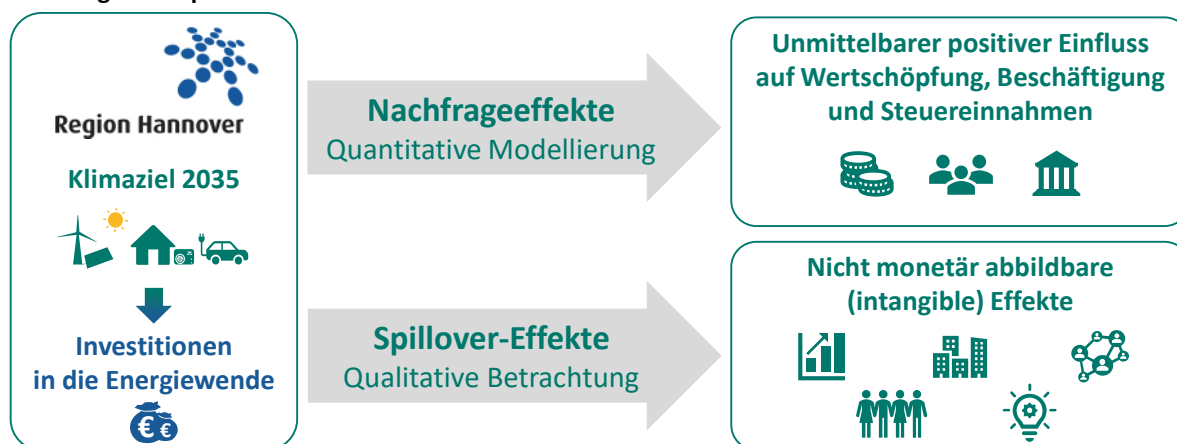 Region Hannover
Klimaziel 2035
Investitionen
in die Energiewende
€ €
Nachfrageeffekte
Quantitative Modellierung
Spillover-Effekte
Qualitative Betrachtung
Unmittelbarer positiver Einfluss
auf Wertschöpfung, Beschäftigung
und Steuereinnahmen
Nicht monetär abbildbare
(intangible) Effekte